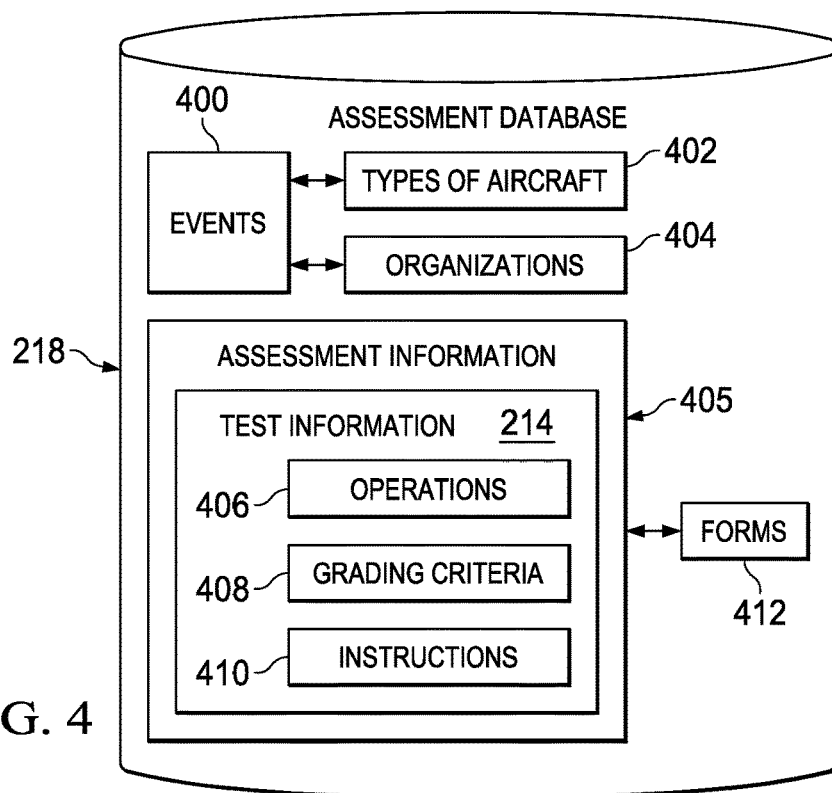 400
ASSESSMENT DATABASE
402
TYPES OF AIRCRAFT
EVENTS
404
ORGANIZATIONS
218
ASSESSMENT INFORMATION
405
TEST INFORMATION 214
406
OPERATIONS
FORMS
408
GRADING CRITERIA
412
410
INSTRUCTIONS
G. 4